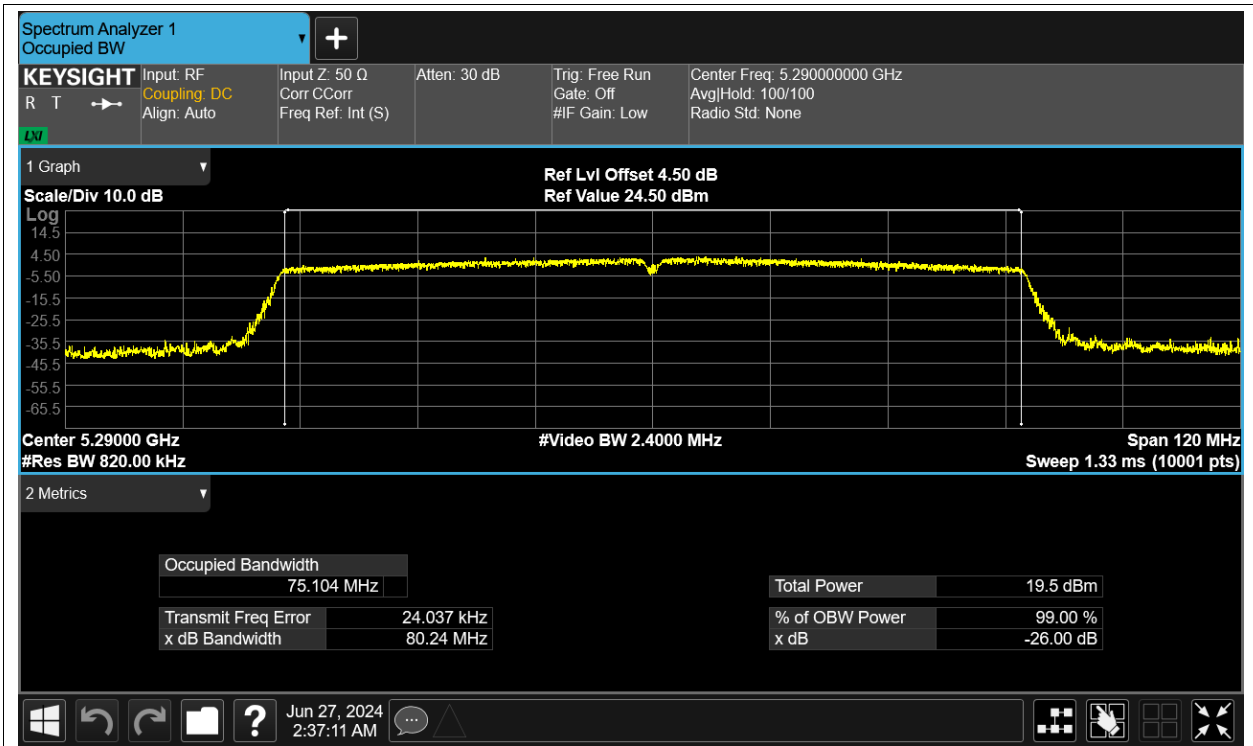 Spectrum Analyzer 1
Occupied BW
KEYSIGHT
R T
LXI
Input: RF
Coupling: DC
Align: Auto
Input Z: 50 Ω
Corr CCorr
Freq Ref: Int (S)
Atten: 30 dB
Trig: Free Run
Gate: Off
#IF Gain: Low
Center Freq: 5.290000000 GHz
Avg|Hold: 100/100
Radio Std: None
1 Graph
Scale/Div 10.0 dB
Ref Lvl Offset 4.50 dB
Ref Value 24.50 dBm
Log
14.5
4.50
-5.50
-15.5
-25.5
-35.5
-45.5
-55.5
-65.5
Center 5.29000 GHz
#Video BW 2.4000 MHz
Span 120 MHz
#Res BW 820.00 kHz
Sweep 1.33 ms (10001 pts)
2 Metrics
Occupied Bandwidth
75.104 MHz
Transmit Freq Error 24.037 kHz
x dB Bandwidth 80.24 MHz
Total Power 19.5 dBm
% of OBW Power 99.00 %
x dB -26.00 dB
?
Jun 27, 2024
2:37:11 AM